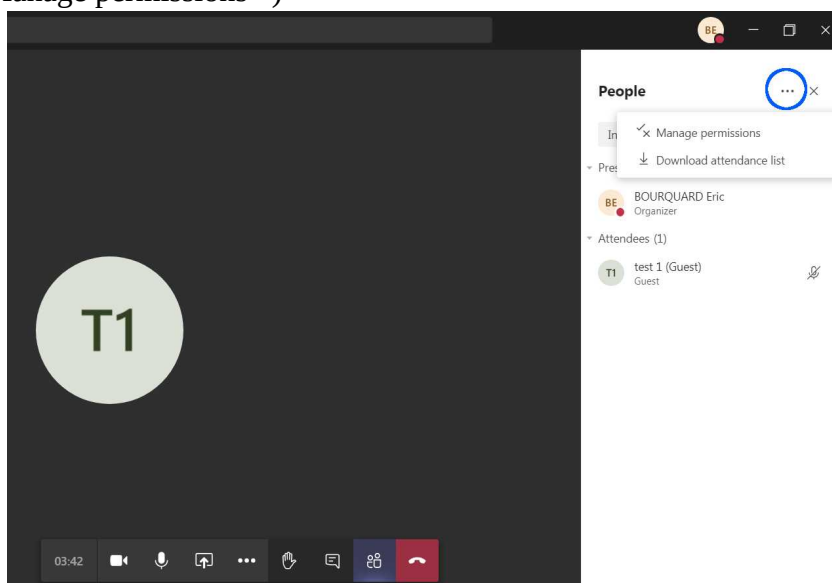 anage permissions
BE
People
In
Manage permissions
Download attendance list
Pres
BE
BOURQUARD Eric
Organizer
Attendees (1)
T1
test 1 (Guest)
Guest
T1
03:42